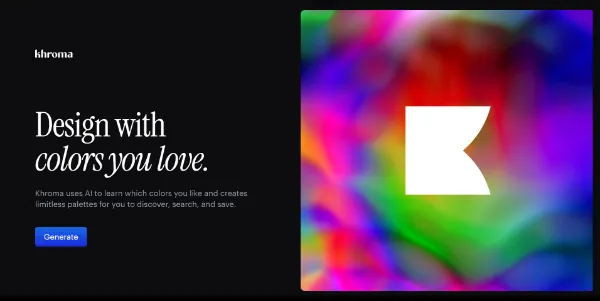 khroma
Design with
colors you love.
Khroma uses AI to learn which colors you like and creates
limitless palettes for you to discover, search, and save.
Generate